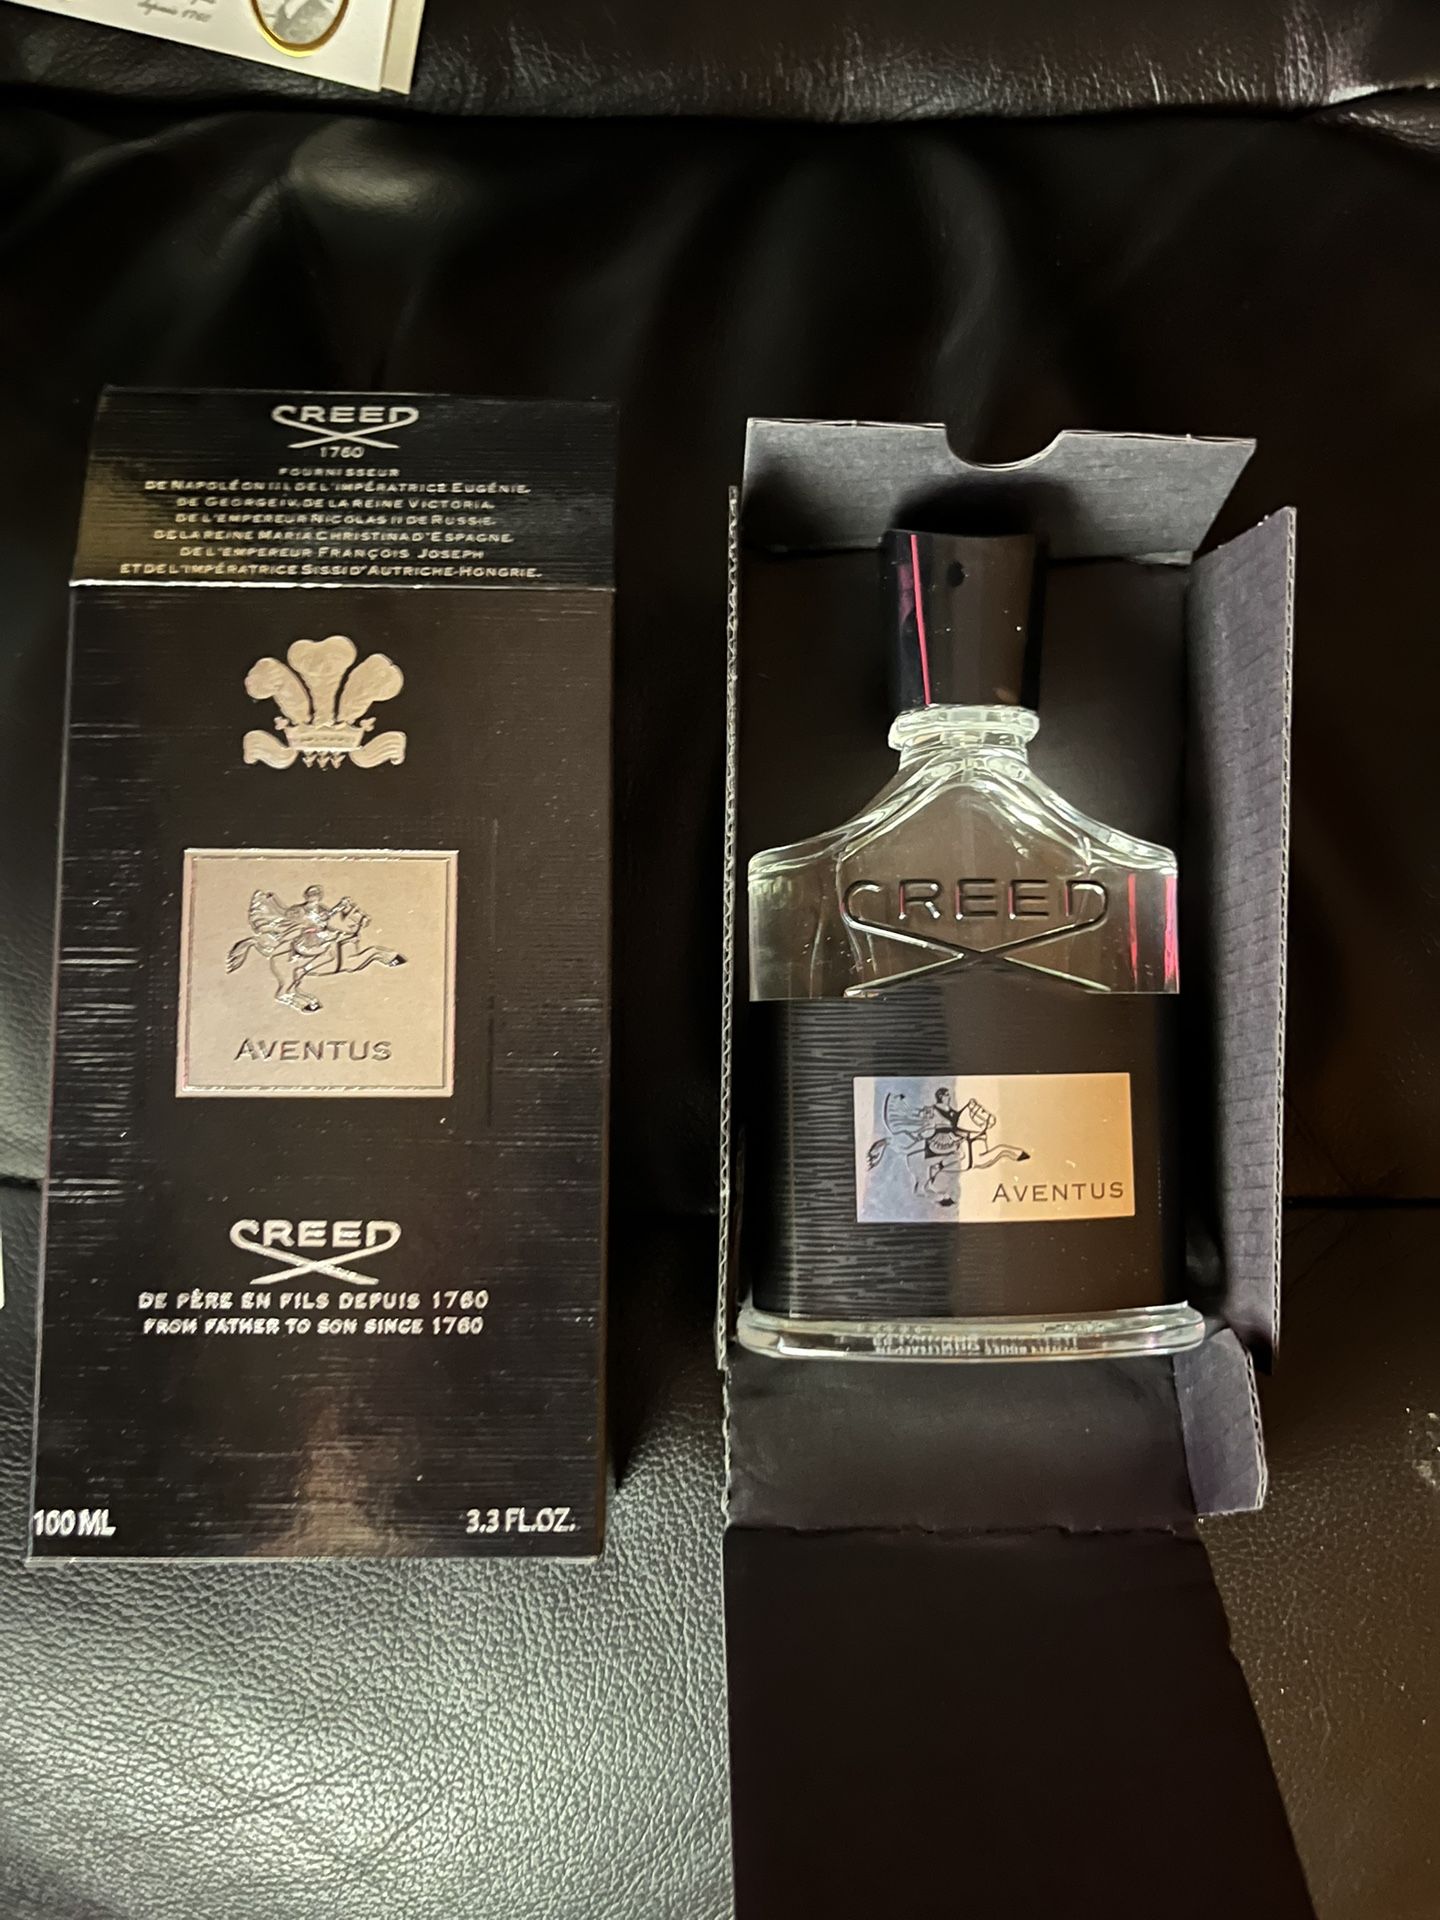 depuis 1760
CREED
1760
FOURNISSEUR
DE NAPOLÉON III, DE L'IMPÉRATRICE EUGÉNIE,
DE GEORGE IV, DE LA REINE VICTORIA,
DE L'EMPEREUR NICOLAS II DE RUSSIE,
DE LA REINE MARIA CHRISTINA D'ESPAGNE,
DE L'EMPEREUR FRANÇOIS JOSEPH
ET DE L'IMPÉRATRICE SISSI D'AUTRICHE-HONGRIE.
AVENTUS
CREED
DE PÈRE EN FILS DEPUIS 1760
FROM FATHER TO SON SINCE 1760
100 ML
3.3 FL.OZ.
CREED
AVENTUS